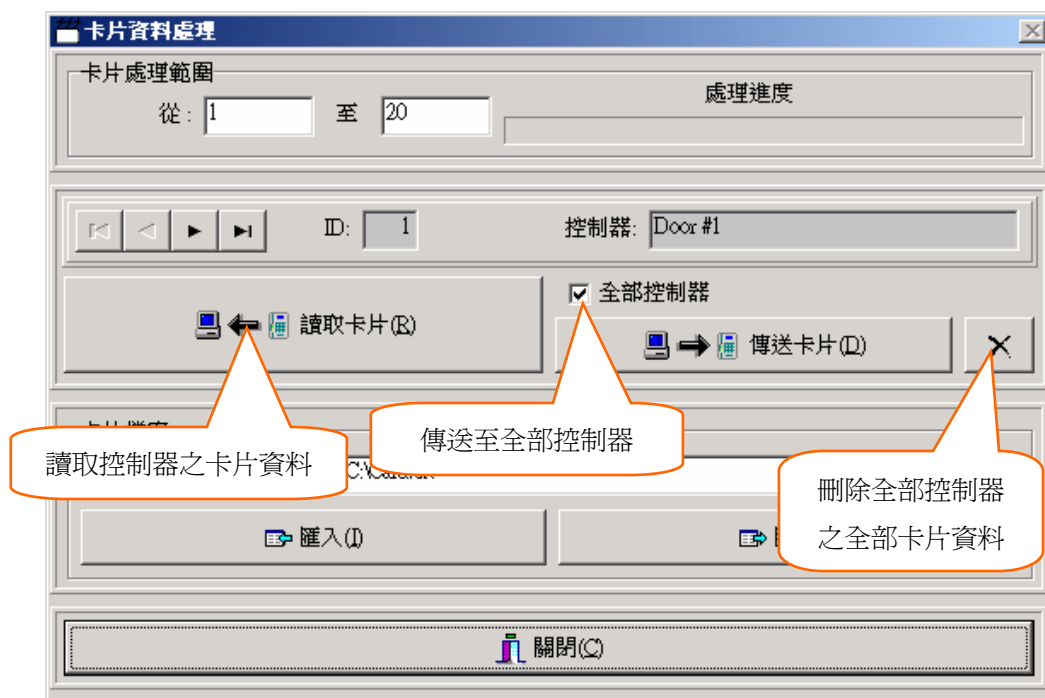 卡片資料處理
卡片處理範圍
處理進度
從: 1 至 20
ID: 1 控制器: Door #1
全部控制器
讀取卡片(R)
傳送卡片(D)
傳送至全部控制器
讀取控制器之卡片資料
刪除全部控制器
之全部卡片資料
匯入(I)
關閉(C)